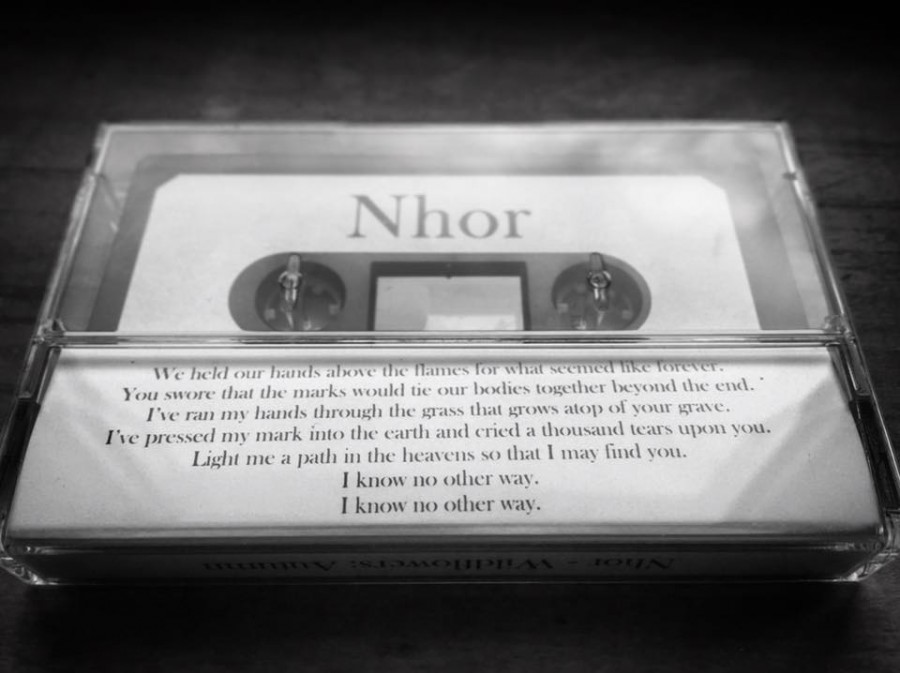 Nhor
We held our hands above the flames for what seemed like forever.
You swore that the marks would tie our bodies together beyond the end.
I've ran my hands through the grass that grows atop of your grave.
I've pressed my mark into the earth and cried a thousand tears upon you.
Light me a path in the heavens so that I may find you.
I know no other way.
I know no other way.
Nhor - Wildflowers: Autumn